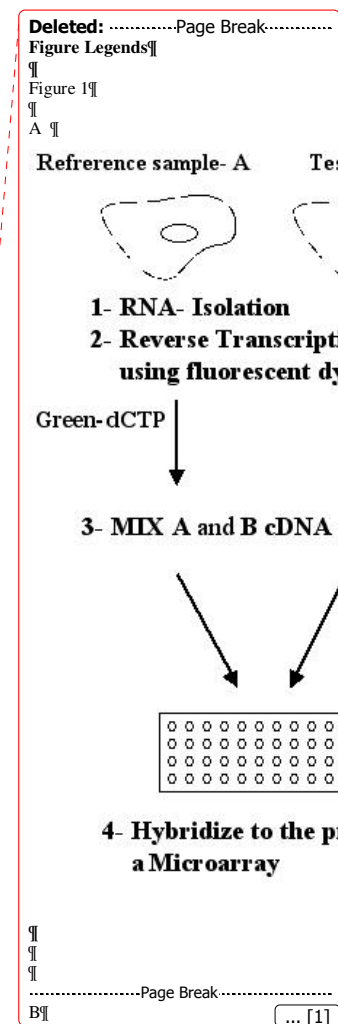 Deleted: Page Break
Figure Legends¶
¶
Figure 1¶
¶
A ¶
Refrerence sample- A Tes
1- RNA- Isolation
2- Reverse Transcripti
using fluorescent dy
Green-dCTP
3- MIX A and B cDNA
4- Hybridize to the pr
a Microarray
¶
¶
¶
Page Break
B¶
... [1]